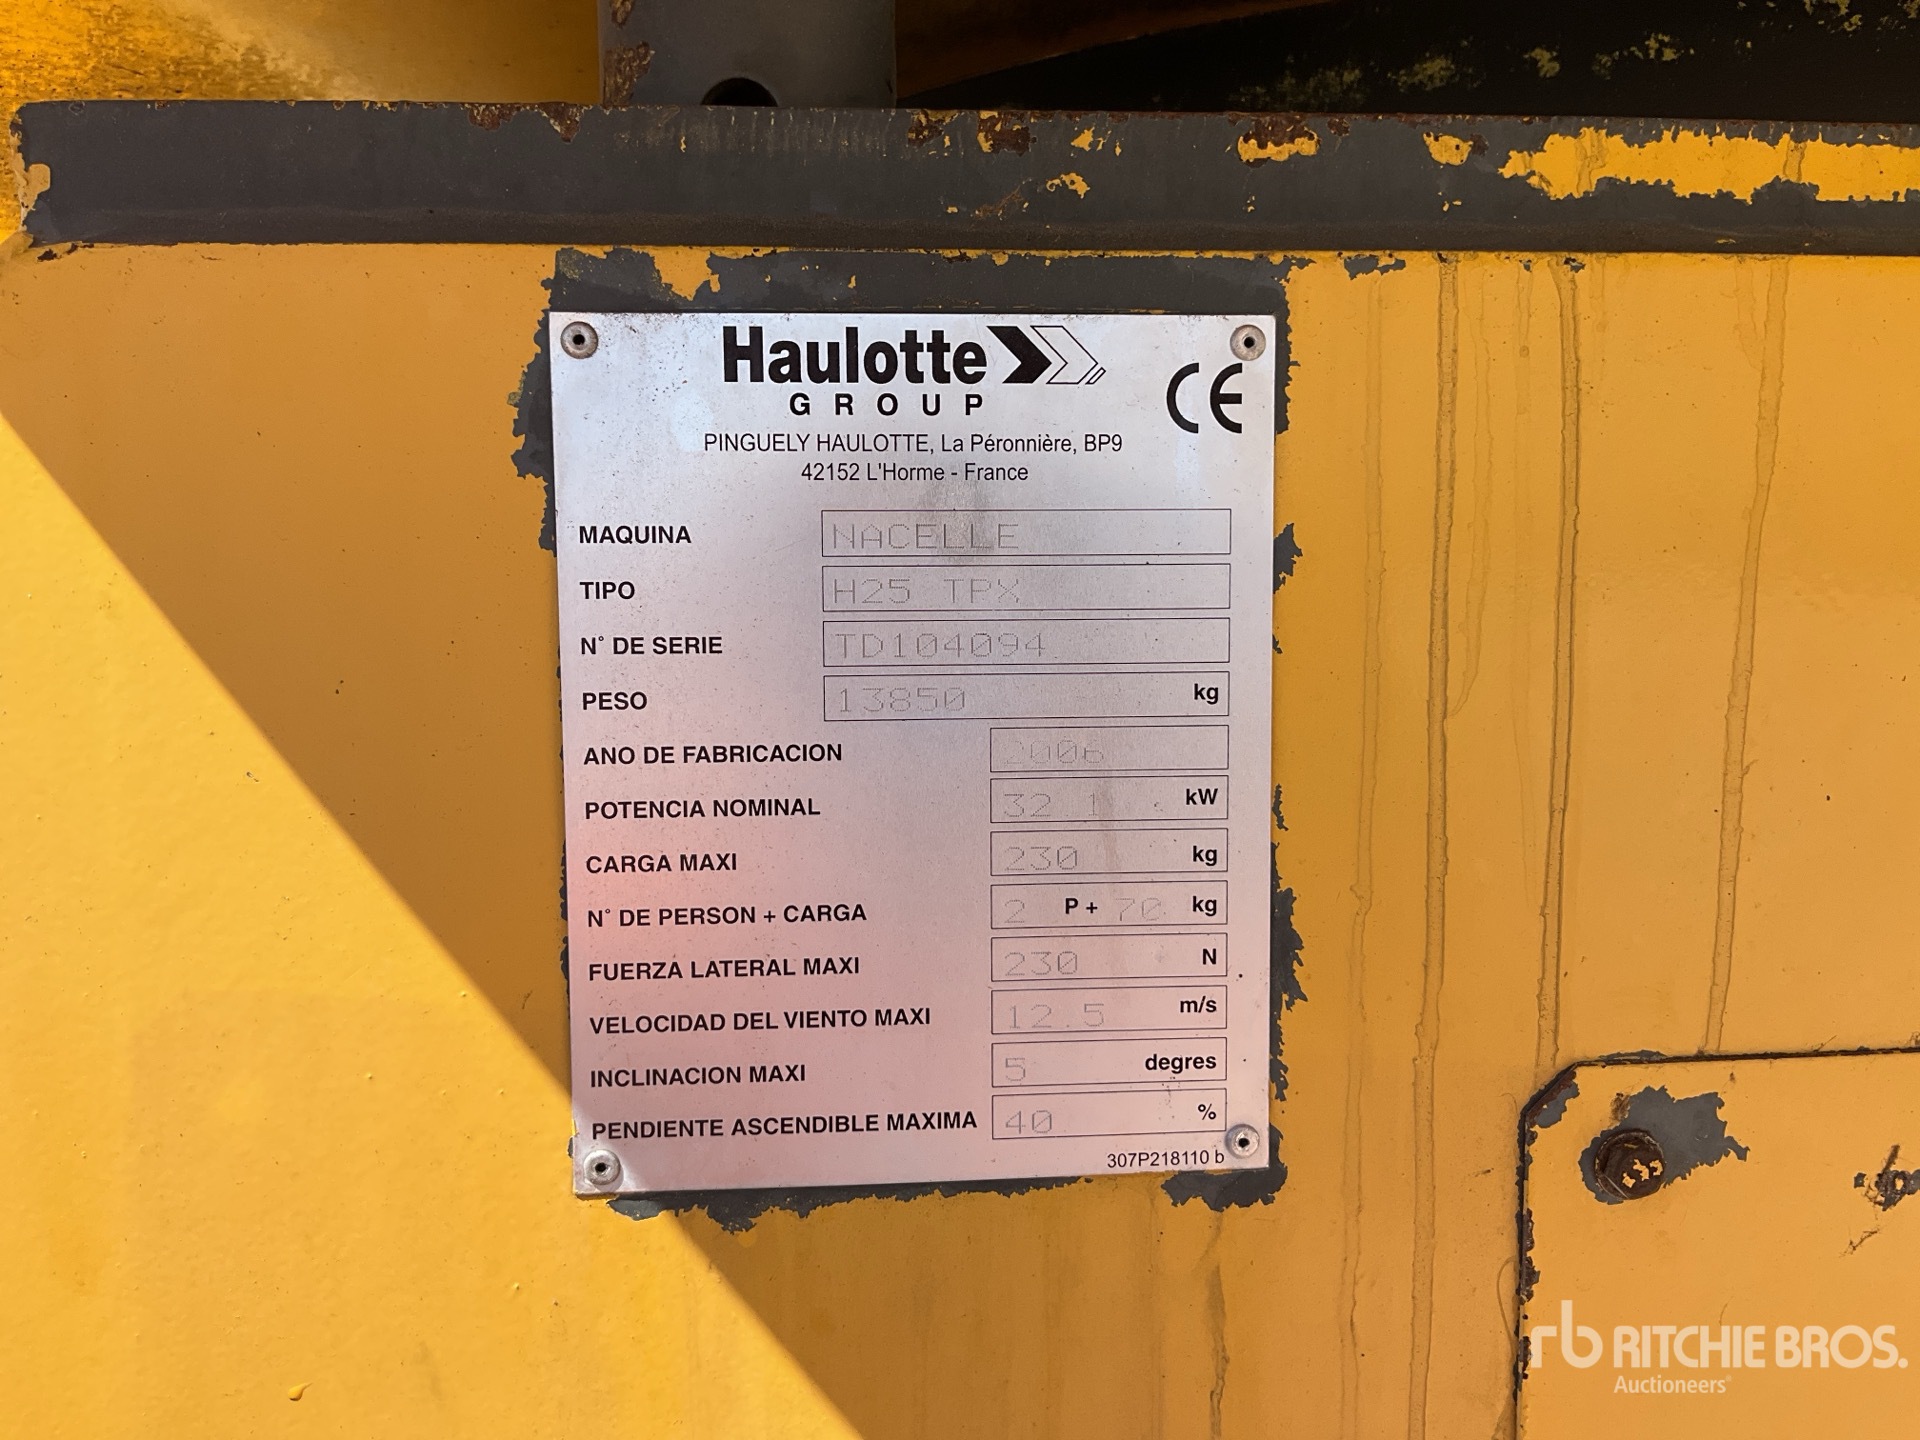 Haulotte
GROUP
CE
PINGUELY HAULOTTE, La Péronnière, BP9
42152 L'Horme - France
MAQUINA NACELLE
TIPO H25 TPX
N° DE SERIE TD104094
PESO 13850 kg
ANO DE FABRICACION 2006
POTENCIA NOMINAL 32.1 kW
CARGA MAXI 230 kg
N° DE PERSON + CARGA 2 P + 70 kg
FUERZA LATERAL MAXI 230 N
VELOCIDAD DEL VIENTO MAXI 12.5 m/s
INCLINACION MAXI 5 degres
PENDIENTE ASCENDIBLE MAXIMA 40 %
307P218110 b
rb RITCHIE BROS.
Auctioneers